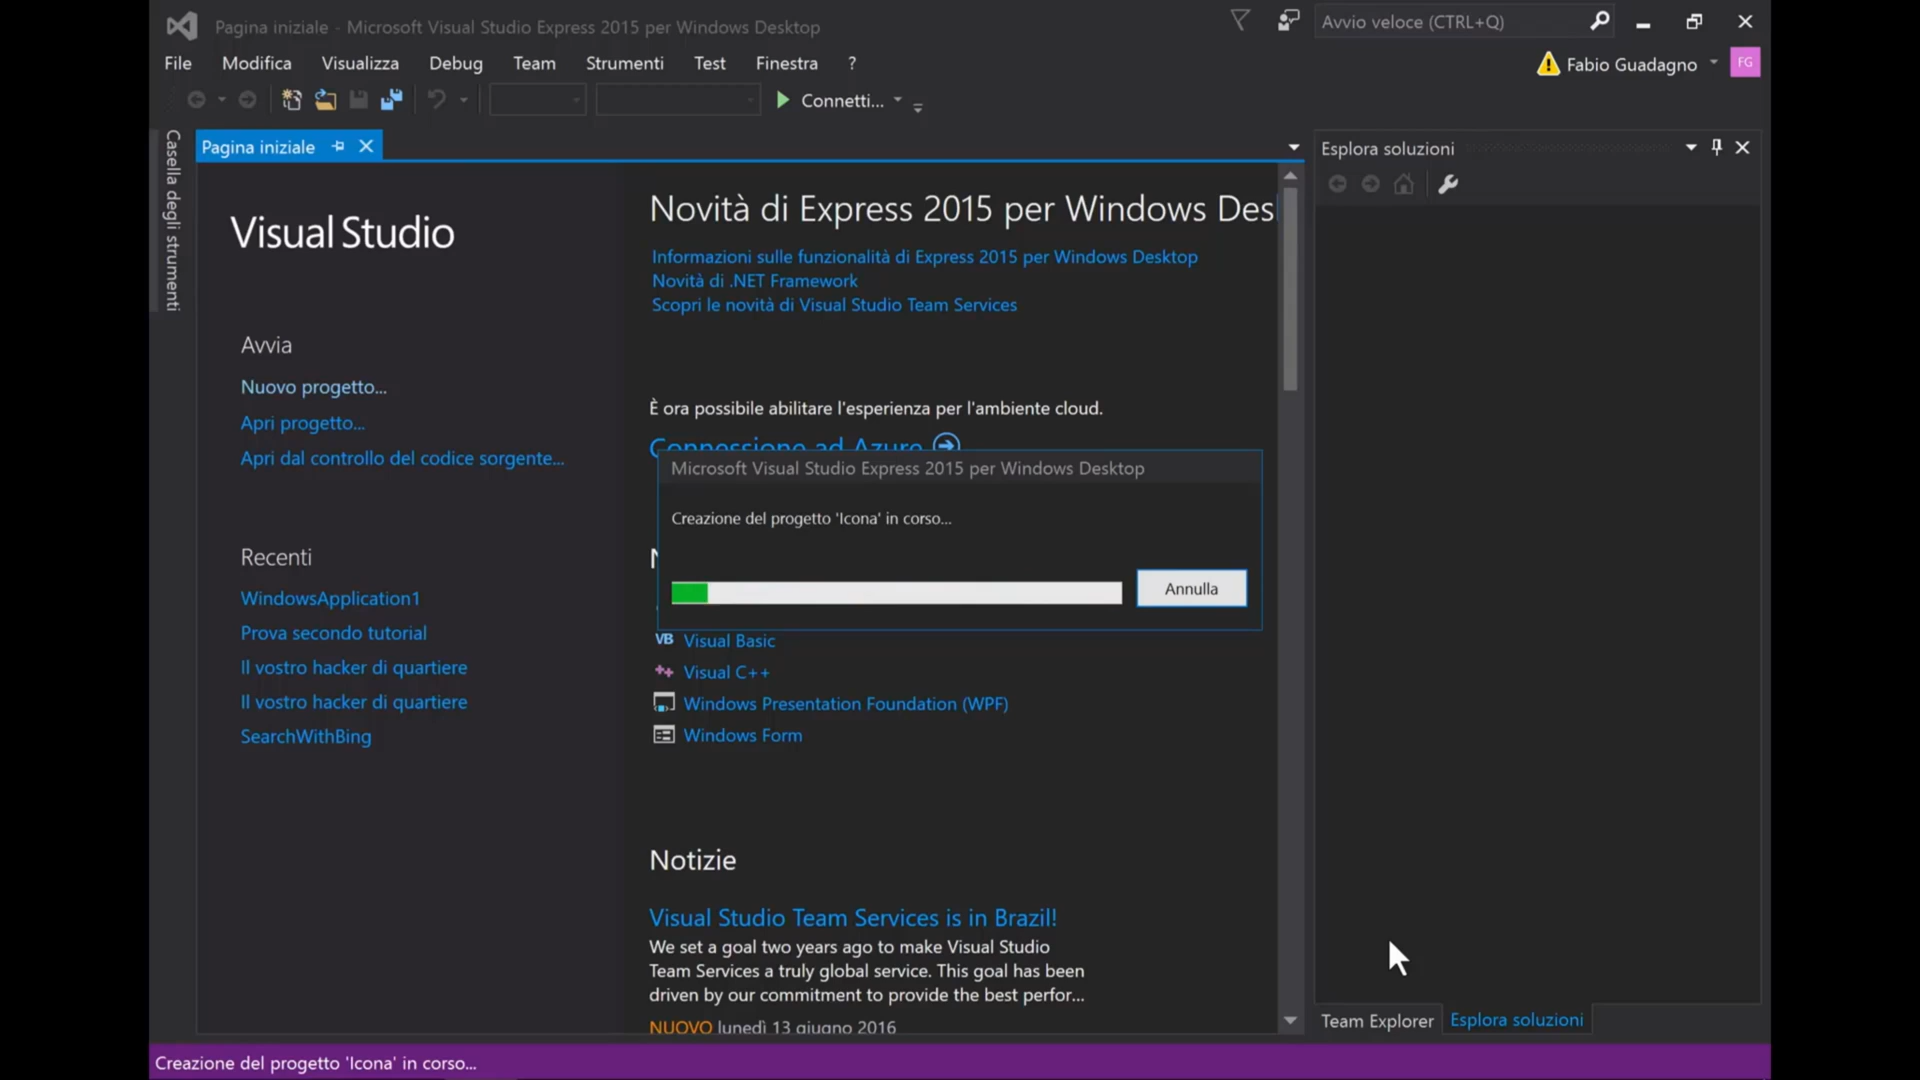 Pagina iniziale - Microsoft Visual Studio Express 2015 per Windows Desktop
Avvio veloce (CTRL+Q)
File Modifica Visualizza Debug Team Strumenti Test Finestra ?
Fabio Guadagno
FG
Connetti...
Casella degli strumenti
Pagina iniziale
Visual Studio
Avvia
Nuovo progetto...
Apri progetto...
Apri dal controllo del codice sorgente...
Recenti
WindowsApplication1
Prova secondo tutorial
Il vostro hacker di quartiere
Il vostro hacker di quartiere
SearchWithBing
Novità di Express 2015 per Windows Des
Informazioni sulle funzionalità di Express 2015 per Windows Desktop
Novità di .NET Framework
Scopri le novità di Visual Studio Team Services
È ora possibile abilitare l'esperienza per l'ambiente cloud.
Connessione ad Azure
Microsoft Visual Studio Express 2015 per Windows Desktop
Creazione del progetto 'Icona' in corso...
Annulla
VB Visual Basic
Visual C++
Windows Presentation Foundation (WPF)
Windows Form
Notizie
Visual Studio Team Services is in Brazil!
We set a goal two years ago to make Visual Studio
Team Services a truly global service. This goal has been
driven by our commitment to provide the best perfor...
NUOVO lunedì 13 giugno 2016
Esplora soluzioni
Team Explorer
Esplora soluzioni
Creazione del progetto 'Icona' in corso...